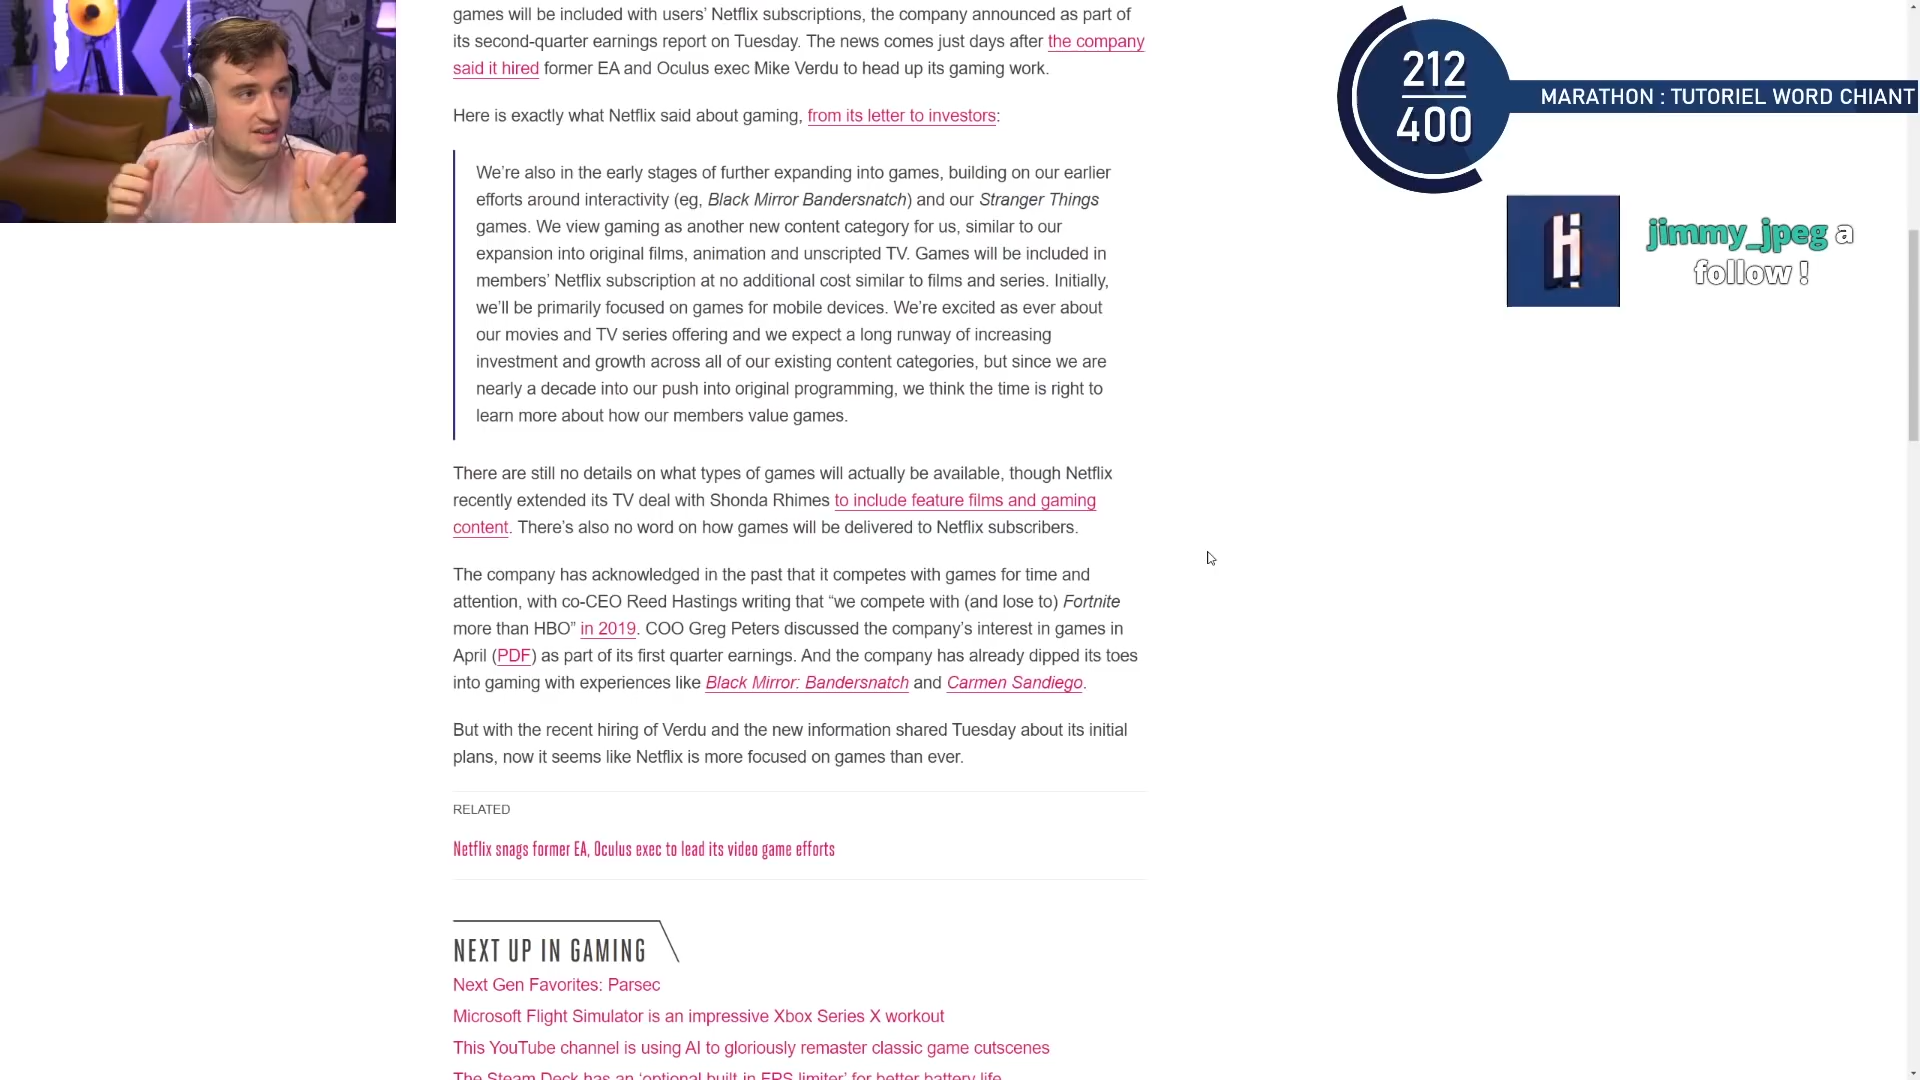 games will be included with users’ Netflix subscriptions, the company announced as part of
its second-quarter earnings report on Tuesday. The news comes just days after the company
said it hired former EA and Oculus exec Mike Verdu to head up its gaming work.
Here is exactly what Netflix said about gaming, from its letter to investors:
We’re also in the early stages of further expanding into games, building on our earlier
efforts around interactivity (eg, Black Mirror Bandersnatch) and our Stranger Things
games. We view gaming as another new content category for us, similar to our
expansion into original films, animation and unscripted TV. Games will be included in
members’ Netflix subscription at no additional cost similar to films and series. Initially,
we’ll be primarily focused on games for mobile devices. We’re excited as ever about
our movies and TV series offering and we expect a long runway of increasing
investment and growth across all of our existing content categories, but since we are
nearly a decade into our push into original programming, we think the time is right to
learn more about how our members value games.
There are still no details on what types of games will actually be available, though Netflix
recently extended its TV deal with Shonda Rhimes to include feature films and gaming
content. There’s also no word on how games will be delivered to Netflix subscribers.
The company has acknowledged in the past that it competes with games for time and
attention, with co-CEO Reed Hastings writing that “we compete with (and lose to) Fortnite
more than HBO” in 2019. COO Greg Peters discussed the company’s interest in games in
April (PDF) as part of its first quarter earnings. And the company has already dipped its toes
into gaming with experiences like Black Mirror: Bandersnatch and Carmen Sandiego.
But with the recent hiring of Verdu and the new information shared Tuesday about its initial
plans, now it seems like Netflix is more focused on games than ever.
RELATED
Netflix snags former EA, Oculus exec to lead its video game efforts
NEXT UP IN GAMING
Next Gen Favorites: Parsec
Microsoft Flight Simulator is an impressive Xbox Series X workout
This YouTube channel is using AI to gloriously remaster classic game cutscenes
The Steam Deck has an ‘optional built-in FPS limiter’ for better battery life
212
400
MARATHON : TUTORIEL WORD CHIANT
jimmy_jpeg a
follow !